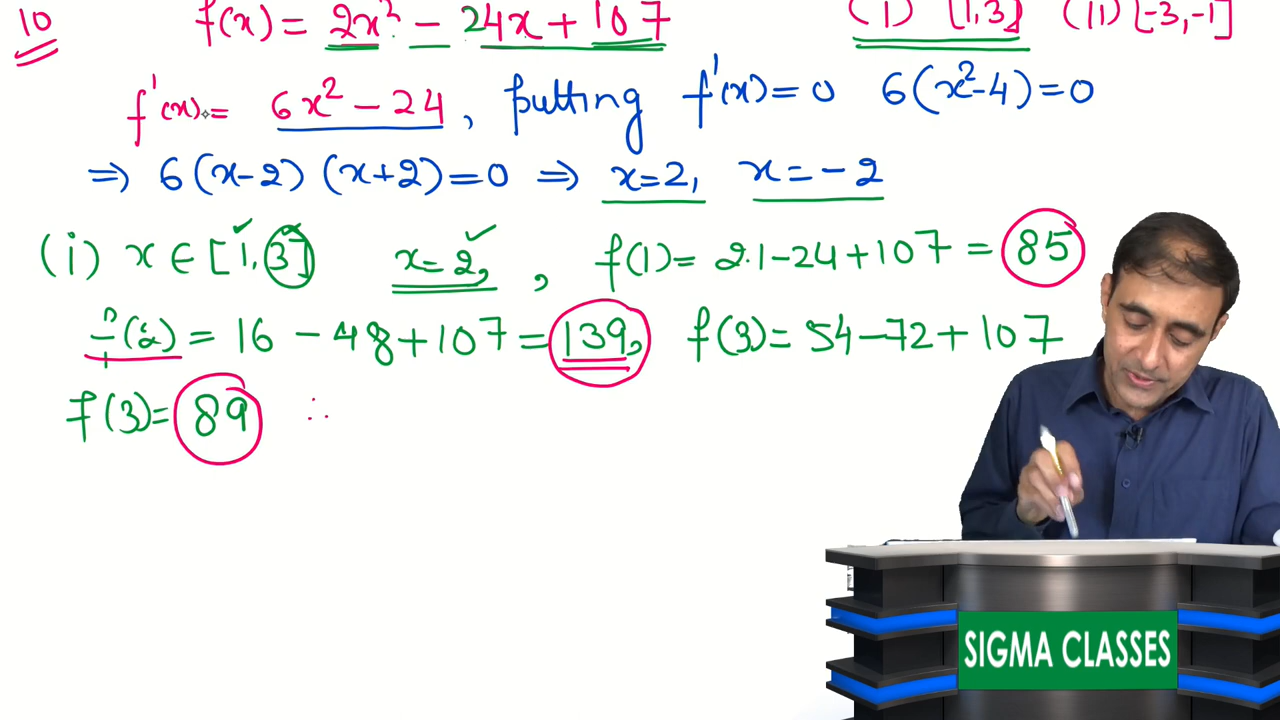 10 f(x) = 2x³ - 24x + 107 (i) [1,3] (ii) [-3,-1]
f'(x) = 6x² - 24, putting f'(x) = 0 6(x²-4) = 0
⇒ 6(x-2) (x+2) = 0 ⇒ x=2, x = -2
(i) x ∈ [1, 3] x = 2, , f(1) = 2.1 - 24 + 107 = 85
f(2) = 16 - 48 + 107 = 139, f(3) = 54 - 72 + 107
f(3) = 89 ∴
SIGMA CLASSES